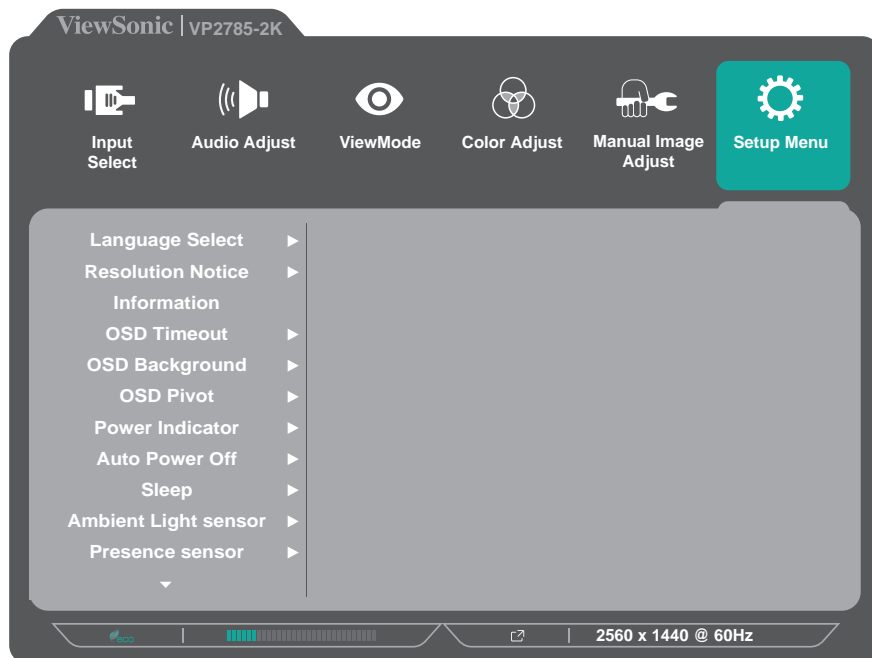 ViewSonic | VP2785-2K
Input
Select
Audio Adjust
ViewMode
Color Adjust
Manual Image
Adjust
Setup Menu
Language Select
Resolution Notice
Information
OSD Timeout
OSD Background
OSD Pivot
Power Indicator
Auto Power Off
Sleep
Ambient Light sensor
Presence sensor
eco
2560 x 1440 @ 60Hz